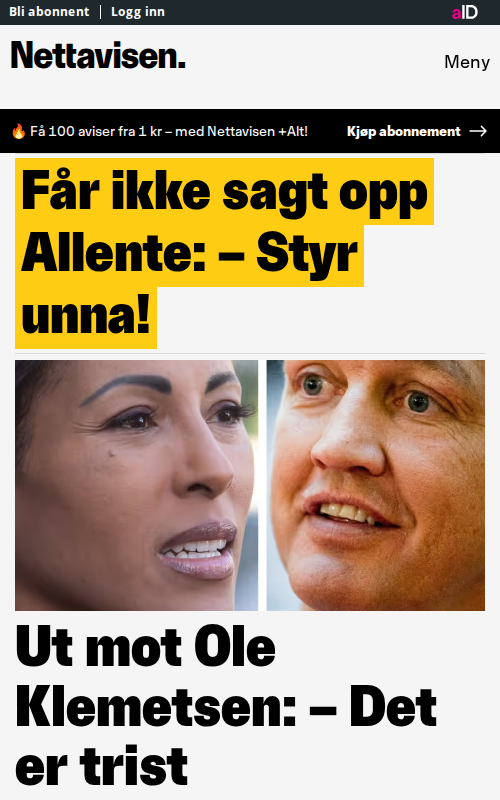 Bli abonnent | Logg inn
aID
Nettavisen.
Meny
🔥 Få 100 aviser fra 1 kr – med Nettavisen +Alt!
Kjøp abonnement →
Får ikke sagt opp
Allente: – Styr
unna!
Ut mot Ole
Klemetsen: – Det
er trist